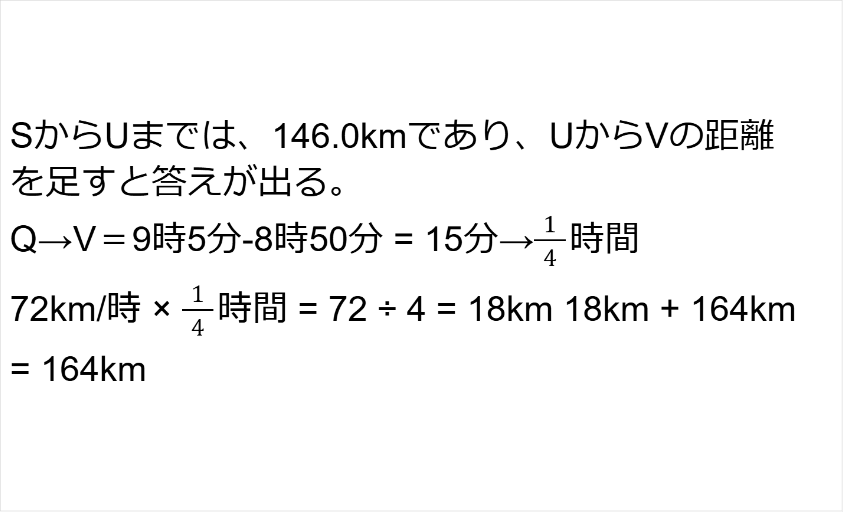 SからUまでは、146.0kmであり、UからVの距離
を足すと答えが出る。
Q→V＝9時5分-8時50分 = 15分→1/4時間
72km/時 × 1/4時間 = 72 ÷ 4 = 18km 18km + 164km
= 164km